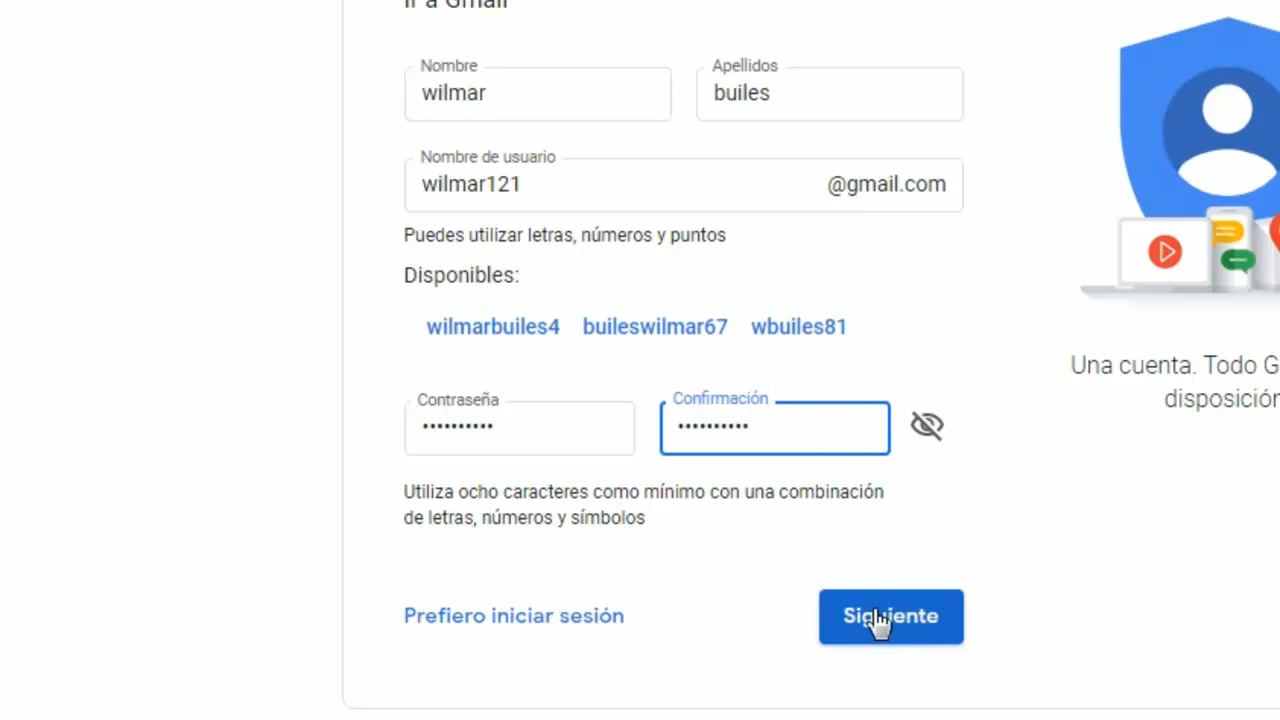 Ir a Gmail
Nombre
Apellidos
wilmar
builes
Nombre de usuario
wilmar121
@gmail.com
Puedes utilizar letras, números y puntos
Disponibles:
wilmarbuiles4 buileswilmar67 wbuiles81
Contraseña
Confirmación
••••••••••
••••••••••
Utiliza ocho caracteres como mínimo con una combinación
de letras, números y símbolos
Prefiero iniciar sesión
Siguiente
Una cuenta. Todo G
disposición